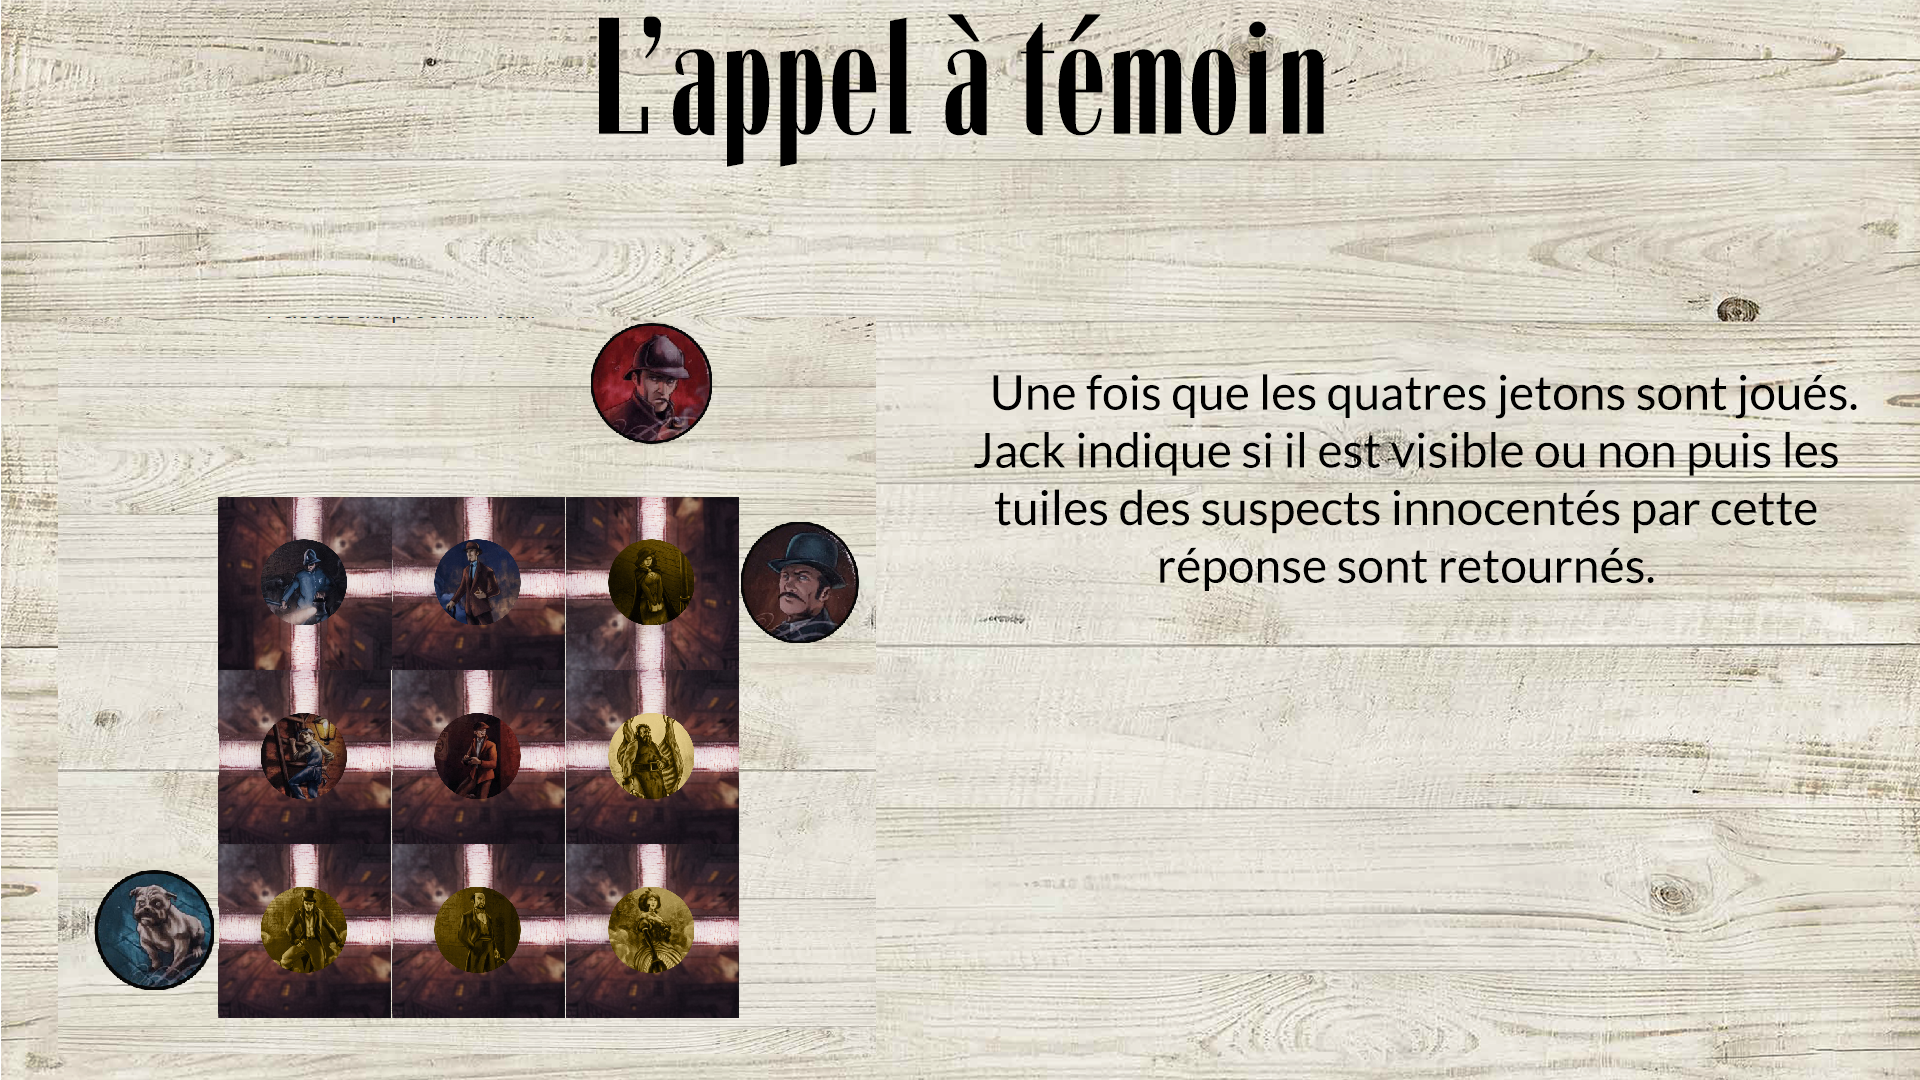 L'appel à témoin
Une fois que les quatres jetons sont joués.
Jack indique si il est visible ou non puis les
tuiles des suspects innocentés par cette
réponse sont retournés.